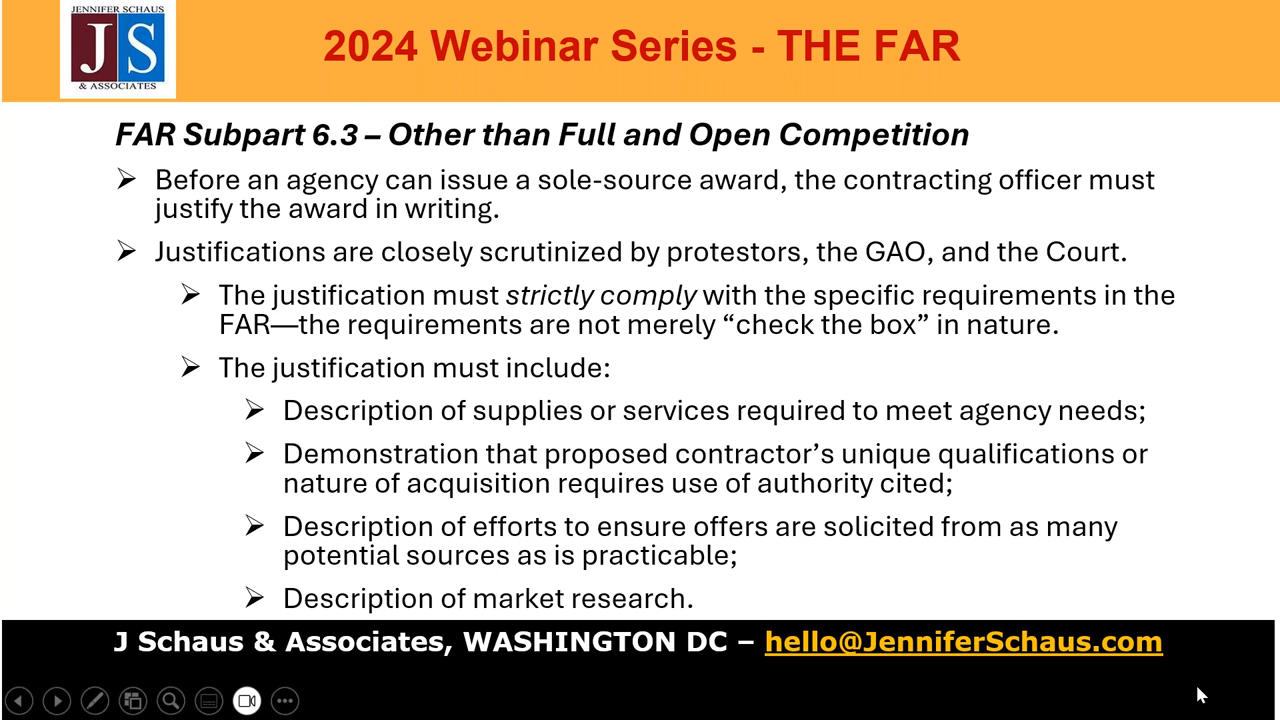 JENNIFER SCHAUS
JS
& ASSOCIATES
2024 Webinar Series - THE FAR
FAR Subpart 6.3 – Other than Full and Open Competition
Before an agency can issue a sole-source award, the contracting officer must
justify the award in writing.
Justifications are closely scrutinized by protestors, the GAO, and the Court.
The justification must strictly comply with the specific requirements in the
FAR—the requirements are not merely “check the box” in nature.
The justification must include:
Description of supplies or services required to meet agency needs;
Demonstration that proposed contractor’s unique qualifications or
nature of acquisition requires use of authority cited;
Description of efforts to ensure offers are solicited from as many
potential sources as is practicable;
Description of market research.
J Schaus & Associates, WASHINGTON DC – hello@JenniferSchaus.com